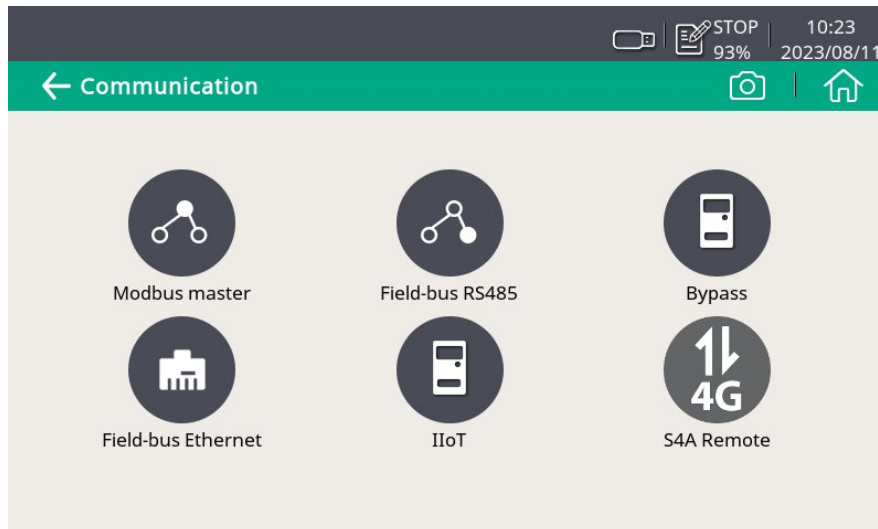 STOP 10:23
93% 2023/08/11
Communication
Modbus master Field-bus RS485 Bypass
4G
Field-bus Ethernet IIoT S4A Remote